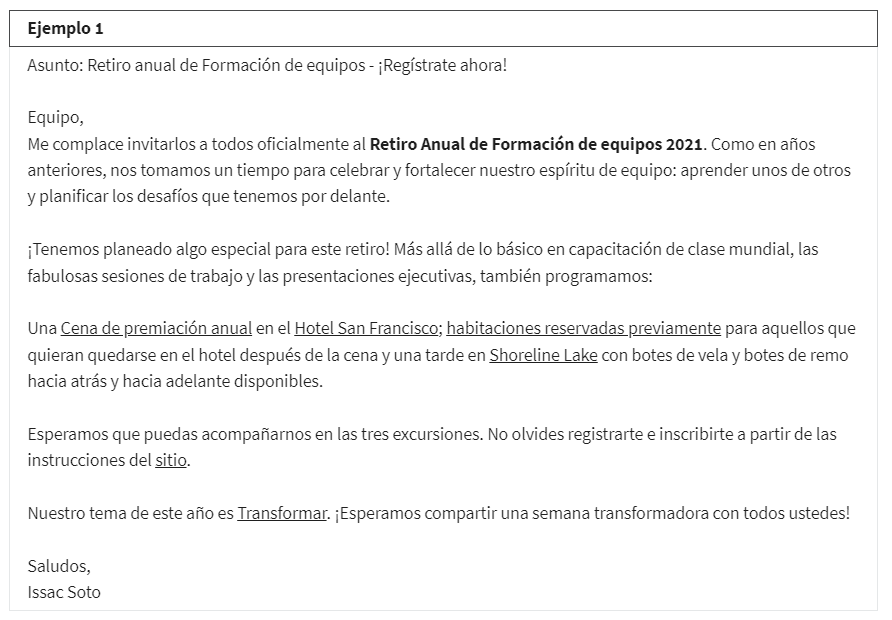 Ejemplo 1
Asunto: Retiro anual de Formación de equipos - ¡Regístrate ahora!
Equipo,
Me complace invitarlos a todos oficialmente al Retiro Anual de Formación de equipos 2021. Como en años
anteriores, nos tomamos un tiempo para celebrar y fortalecer nuestro espíritu de equipo: aprender unos de otros
y planificar los desafíos que tenemos por delante.
¡Tenemos planeado algo especial para este retiro! Más allá de lo básico en capacitación de clase mundial, las
fabulosas sesiones de trabajo y las presentaciones ejecutivas, también programamos:
Una Cena de premiación anual en el Hotel San Francisco; habitaciones reservadas previamente para aquellos que
quieran quedarse en el hotel después de la cena y una tarde en Shoreline Lake con botes de vela y botes de remo
hacia atrás y hacia adelante disponibles.
Esperamos que puedas acompañarnos en las tres excursiones. No olvides registrarte e inscribirte a partir de las
instrucciones del sitio.
Nuestro tema de este año es Transformar. ¡Esperamos compartir una semana transformadora con todos ustedes!
Saludos,
Issac Soto